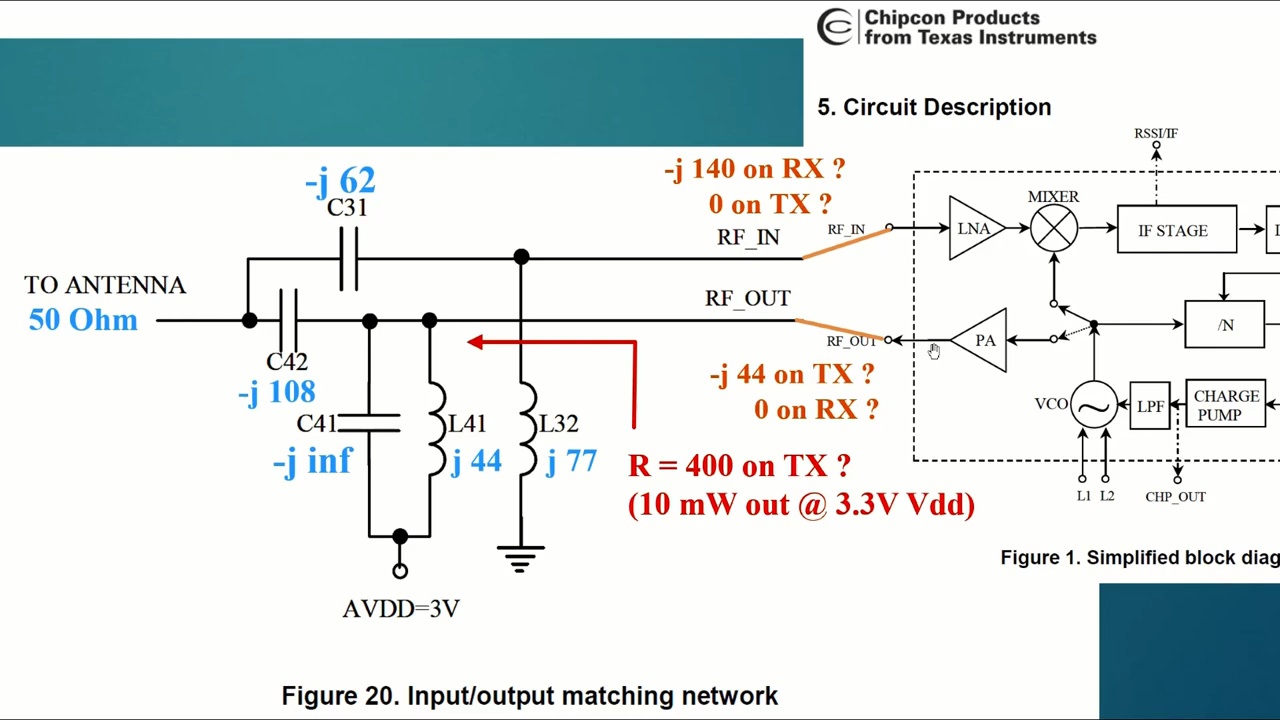 Chipcon Products
from Texas Instruments
5. Circuit Description
-j 62
C31
TO ANTENNA
50 Ohm
C42
-j 108
C41
-j inf
L41
j 44
L32
j 77
AVDD=3V
Figure 20. Input/output matching network
-j 140 on RX ?
0 on TX ?
RF_IN
RF_IN
RF_OUT
RF_OUT
-j 44 on TX ?
0 on RX ?
R = 400 on TX ?
(10 mW out @ 3.3V Vdd)
RSSI/IF
MIXER
LNA
IF STAGE
PA
/N
VCO
LPF
CHARGE
PUMP
L1
L2
CHP_OUT
Figure 1. Simplified block diag